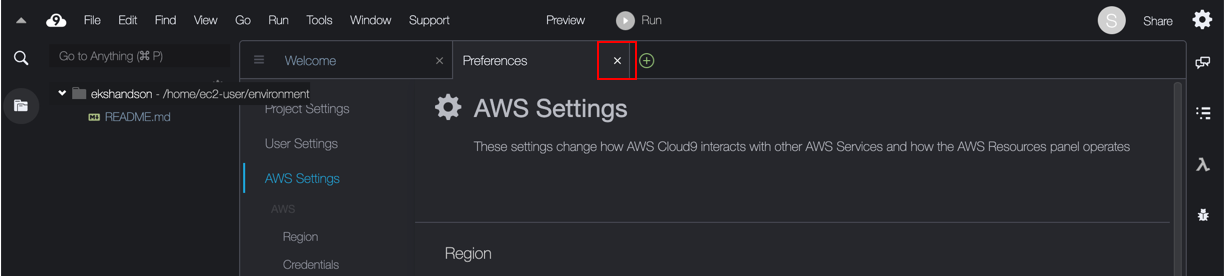 9 File Edit Find View Go Run Tools Window Support Preview Run S Share
Go to Anything (⌘ P)
Welcome
Preferences
ekshandson - /home/ec2-user/environment
README.md
Project Settings
User Settings
AWS Settings
AWS
Region
Credentials
AWS Settings
These settings change how AWS Cloud9 interacts with other AWS Services and how the AWS Resources panel operates
Region